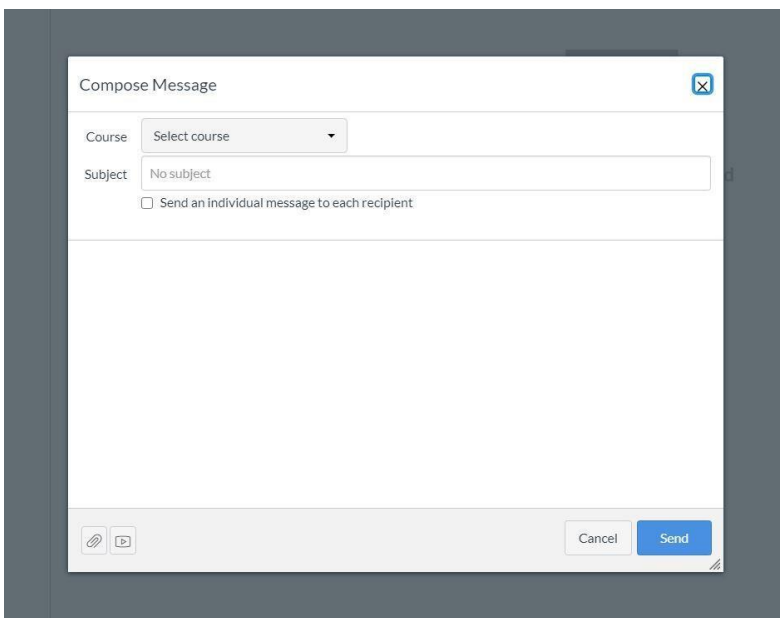 Compose Message
Course Select course
Subject No subject
Send an individual message to each recipient
Cancel Send